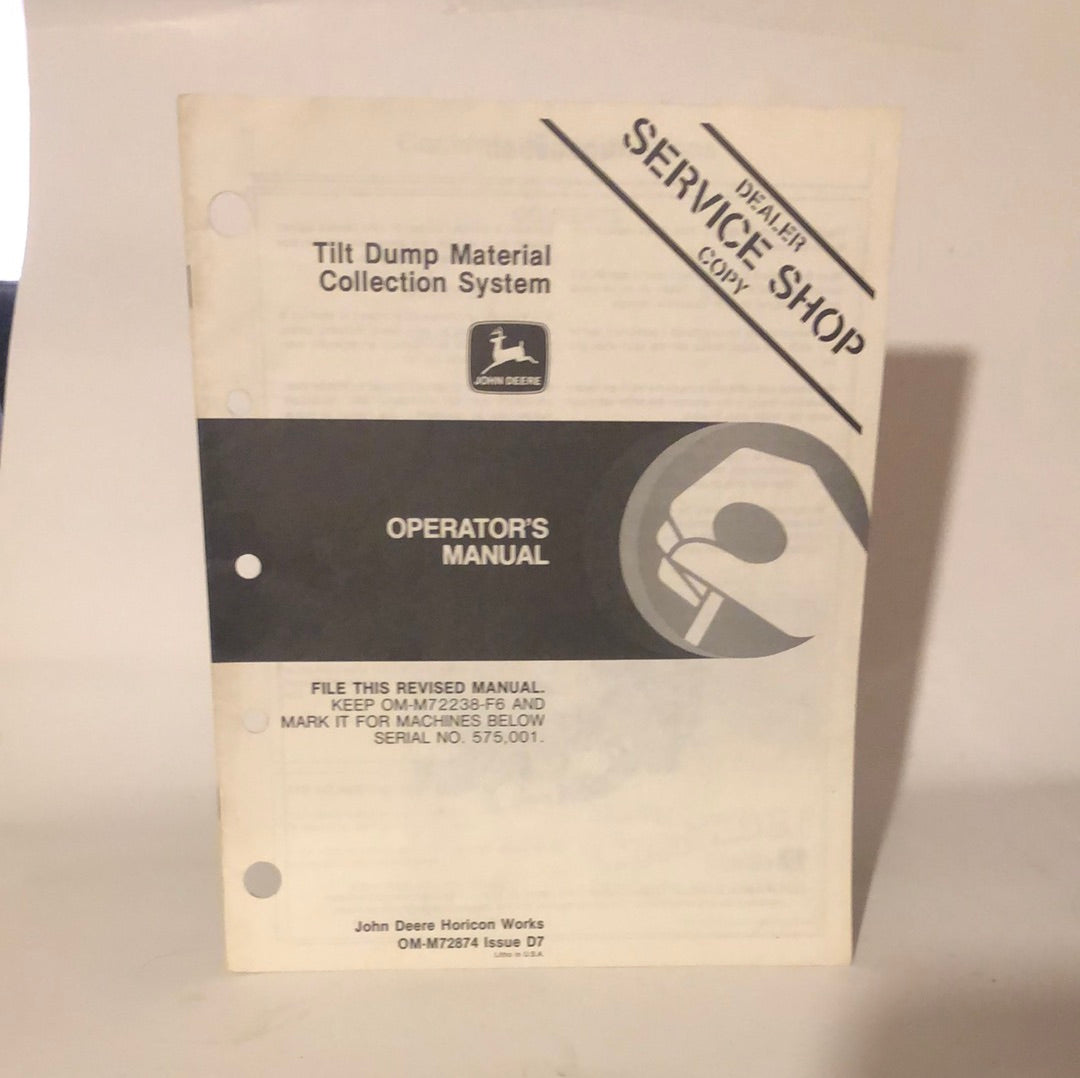 DEALER
SERVICE SHOP
COPY
Tilt Dump Material
Collection System
JOHN DEERE
OPERATOR'S
MANUAL
FILE THIS REVISED MANUAL.
KEEP OM-M72238-F6 AND
MARK IT FOR MACHINES BELOW
SERIAL NO. 575,001.
John Deere Horicon Works
OM-M72874 Issue D7
Litho in U.S.A.